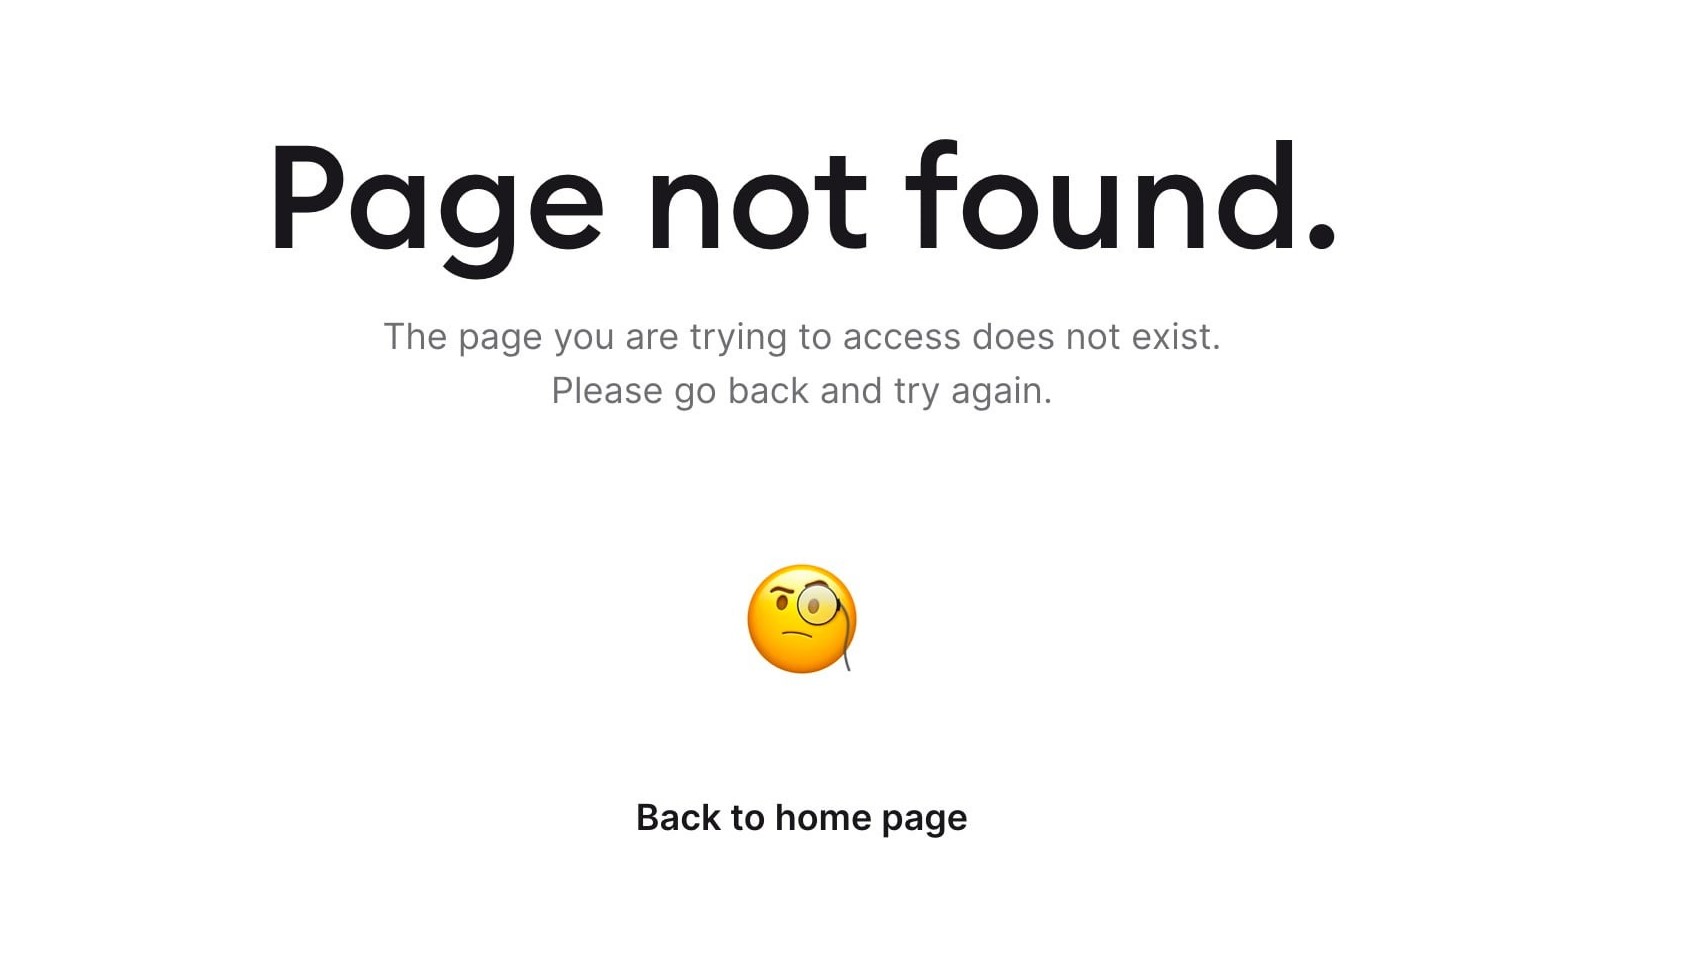 Page not found.
The page you are trying to access does not exist.
Please go back and try again.
Back to home page